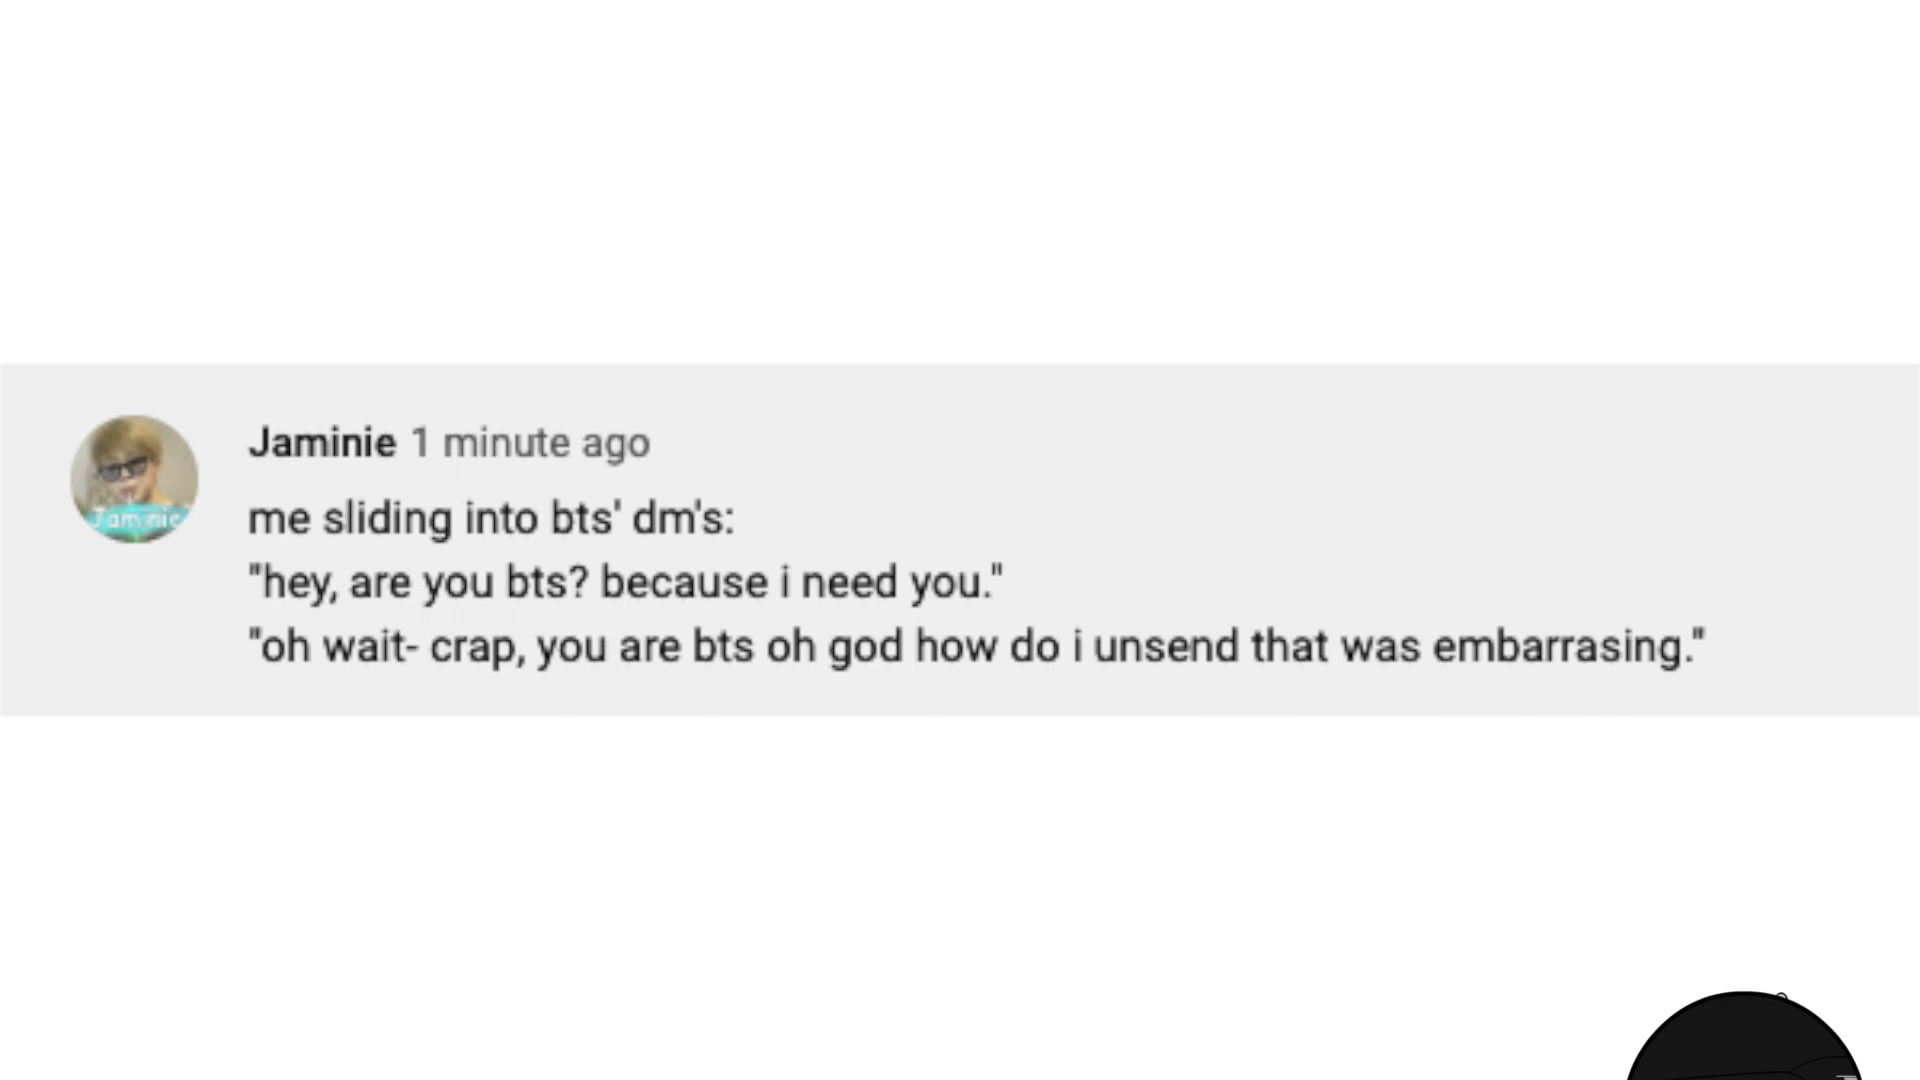 Jaminie 1 minute ago
me sliding into bts' dm's:
"hey, are you bts? because i need you."
"oh wait- crap, you are bts oh god how do i unsend that was embarrasing."
Jaminie